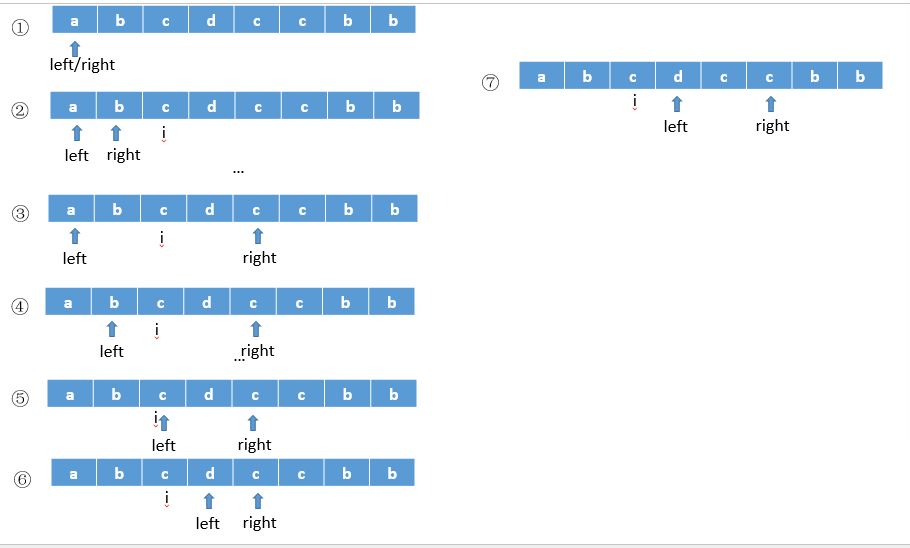 ① a b c d c c b b
left/right
② a b c d c c b b
i
left right
...
③ a b c d c c b b
i
left right
④ a b c d c c b b
i
left ...right
⑤ a b c d c c b b
i
left right
⑥ a b c d c c b b
i
left right
⑦ a b c d c c b b
i
left right